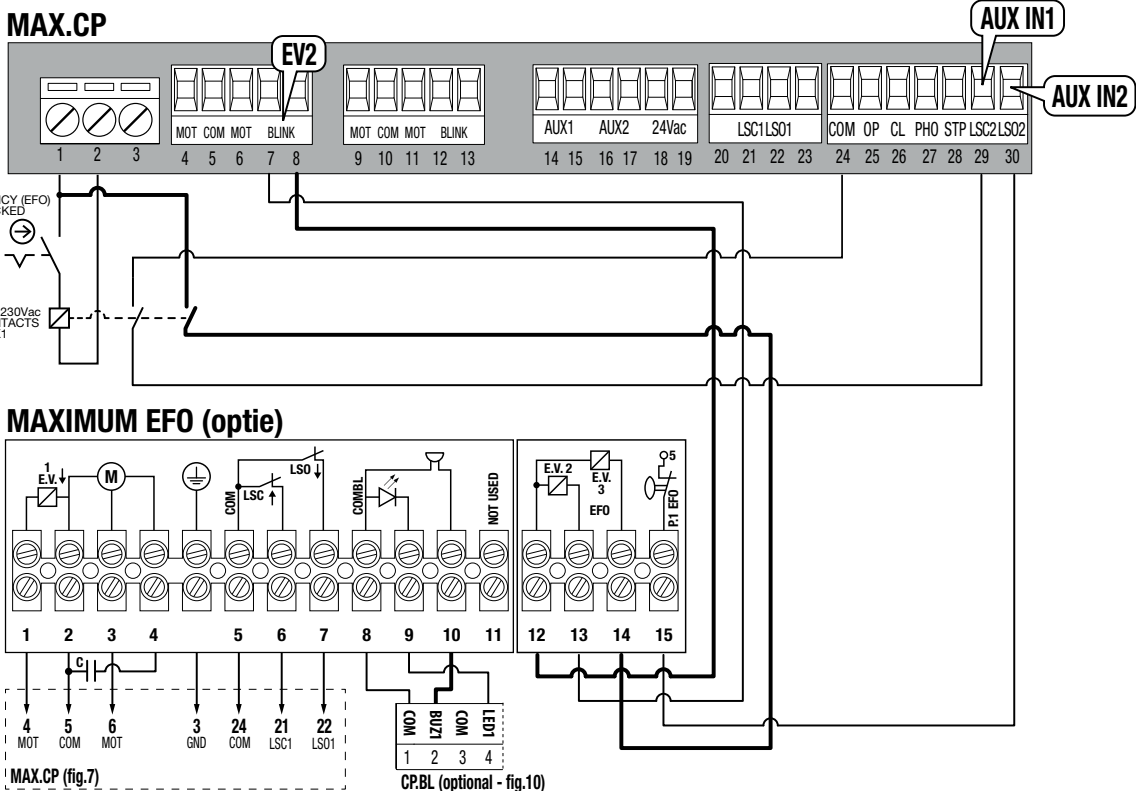 MAX.CP
AUX IN1
EV2
AUX IN2
MOT COM MOT BLINK
MOT COM MOT BLINK
AUX1 AUX2 24Vac
LSC1 LSO1
COM OP CL PHO STP LSC2 LSO2
1 2 3 4 5 6 7 8 9 10 11 12 13 14 15 16 17 18 19 20 21 22 23 24 25 26 27 28 29 30
(EFO)
230Vac
MAXIMUM EFO (optie)
1
E.V.
M
COM
LSC
LSO
COMBL
NOT USED
E.V. 2
E.V.
3
EFO
5
P.1 EFO
1 2 3 4 5 6 7 8 9 10 11 12 13 14 15
C
4 5 6 3 24 21 22
MOT COM MOT GND COM LSC1 LSO1
MAX.CP (fig.7)
COM BUZ1 COM LED1
1 2 3 4
CP.BL (optional - fig.10)